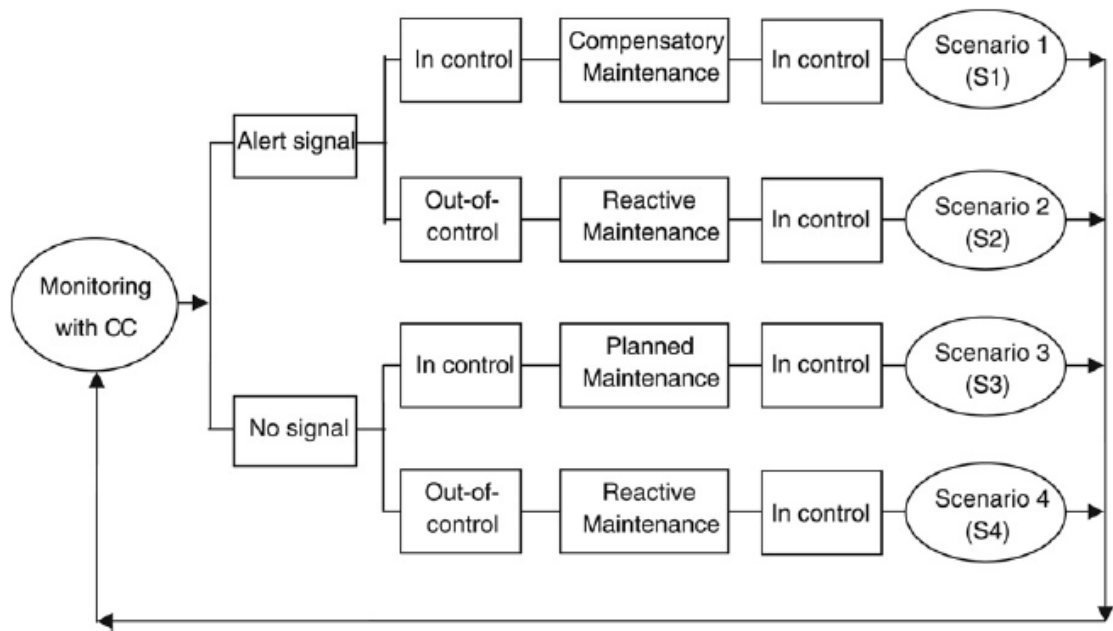 Monitoring
with CC
Alert signal
In control
Compensatory
Maintenance
In control
Scenario 1
(S1)
Out-of-
control
Reactive
Maintenance
In control
Scenario 2
(S2)
No signal
In control
Planned
Maintenance
In control
Scenario 3
(S3)
Out-of-
control
Reactive
Maintenance
In control
Scenario 4
(S4)